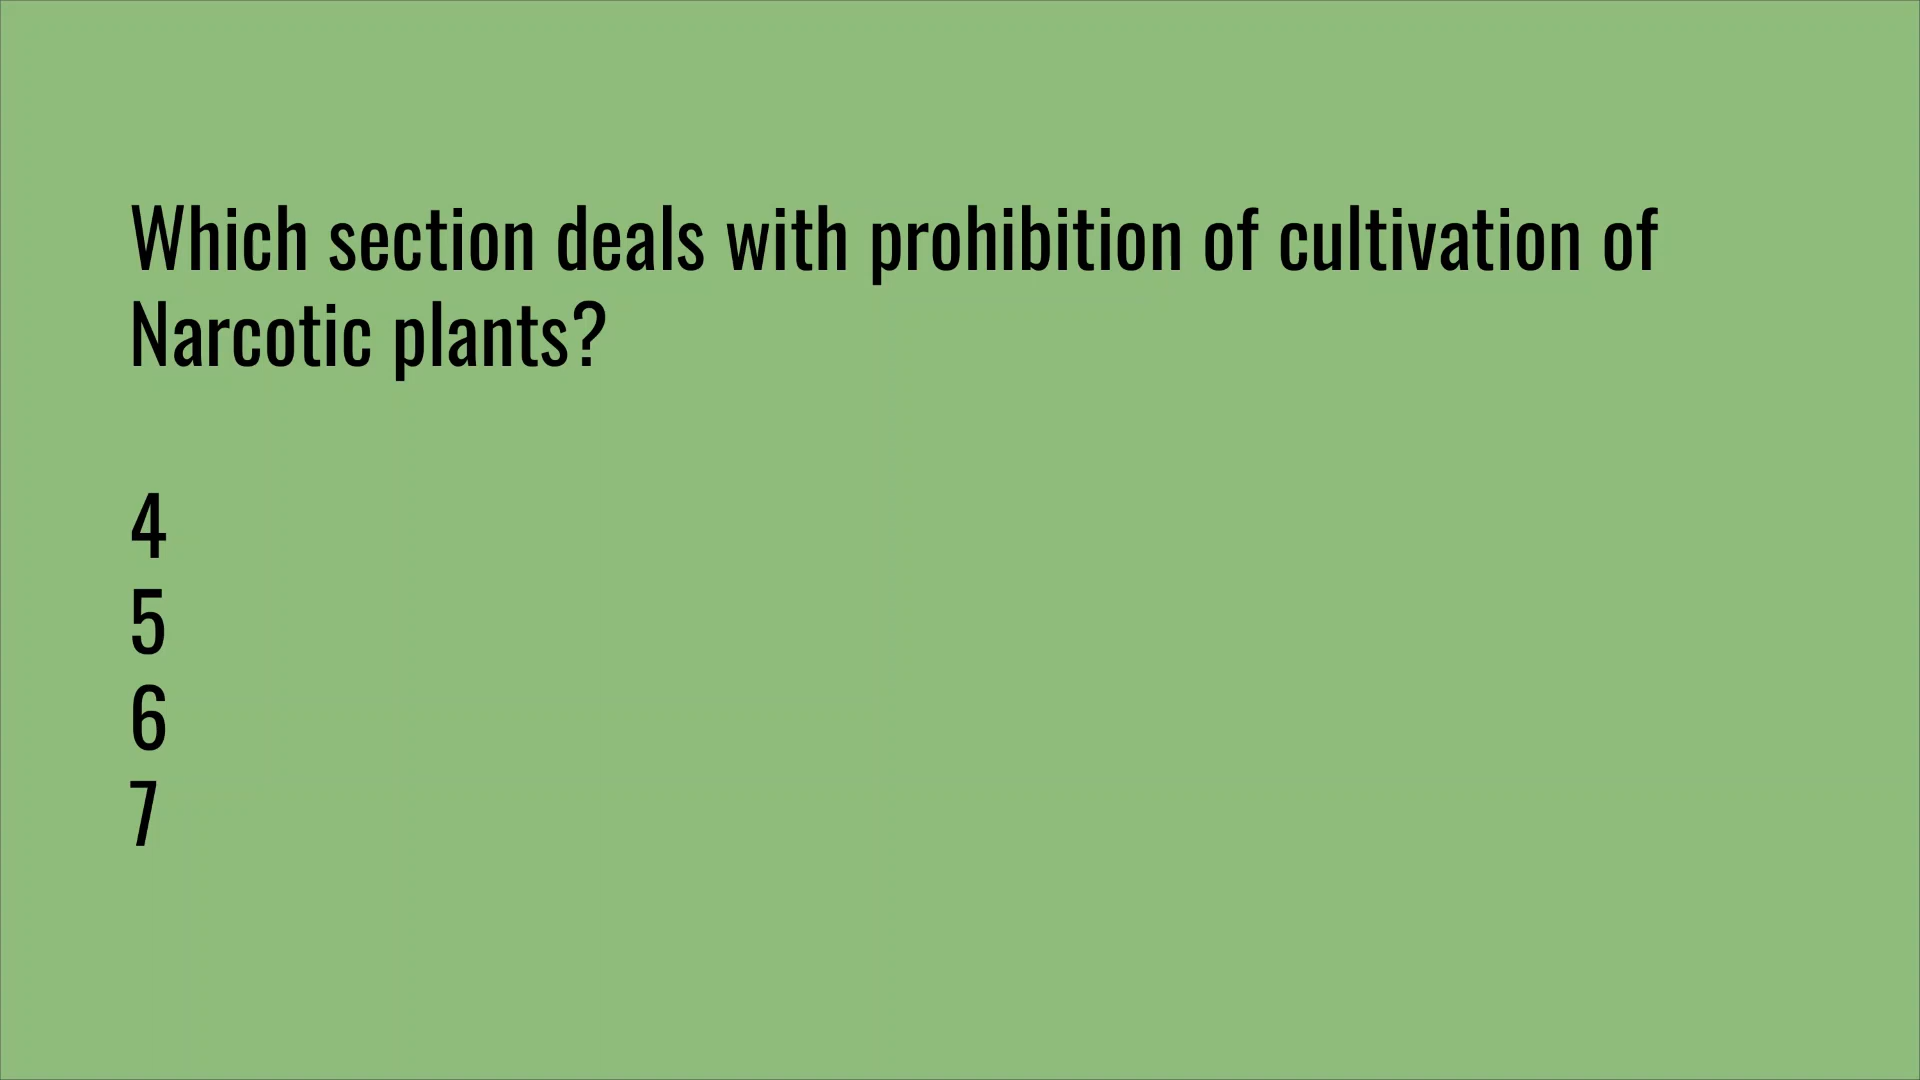 Which section deals with prohibition of cultivation of
Narcotic plants?
4
5
6
7